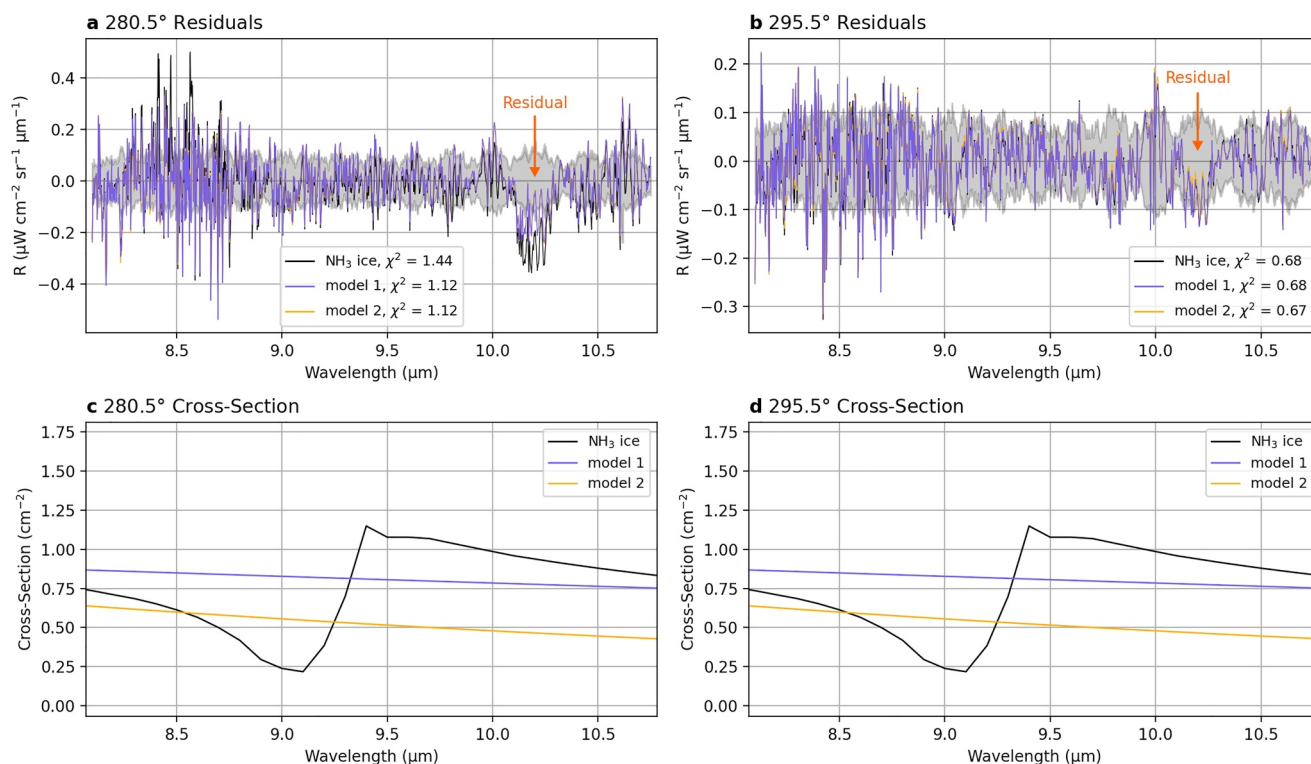 a 280.5° Residuals
R (μW cm⁻² sr⁻¹ μm⁻¹)
0.4
0.2
0.0
−0.2
−0.4
Residual
NH₃ ice, χ² = 1.44
model 1, χ² = 1.12
model 2, χ² = 1.12
8.5 9.0 9.5 10.0 10.5
Wavelength (μm)
b 295.5° Residuals
R (μW cm⁻² sr⁻¹ μm⁻¹)
0.2
0.1
0.0
−0.1
−0.2
−0.3
Residual
NH₃ ice, χ² = 0.68
model 1, χ² = 0.68
model 2, χ² = 0.67
8.5 9.0 9.5 10.0 10.5
Wavelength (μm)
c 280.5° Cross-Section
Cross-Section (cm⁻²)
1.75
1.50
1.25
1.00
0.75
0.50
0.25
0.00
NH₃ ice
model 1
model 2
8.5 9.0 9.5 10.0 10.5
Wavelength (μm)
d 295.5° Cross-Section
Cross-Section (cm⁻²)
1.75
1.50
1.25
1.00
0.75
0.50
0.25
0.00
NH₃ ice
model 1
model 2
8.5 9.0 9.5 10.0 10.5
Wavelength (μm)